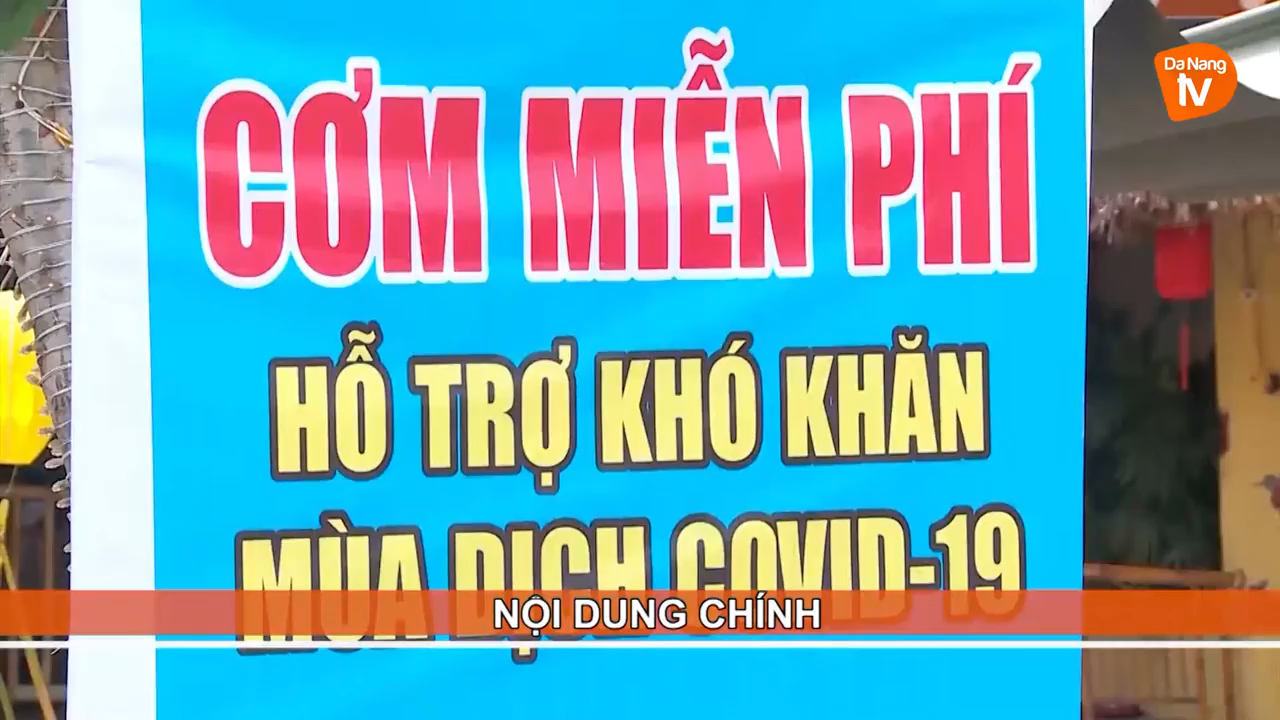 Da Nang
tv
CƠM MIỄN PHÍ
HỖ TRỢ KHÓ KHĂN
MÙA DỊCH COVID-19
NỘI DUNG CHÍNH